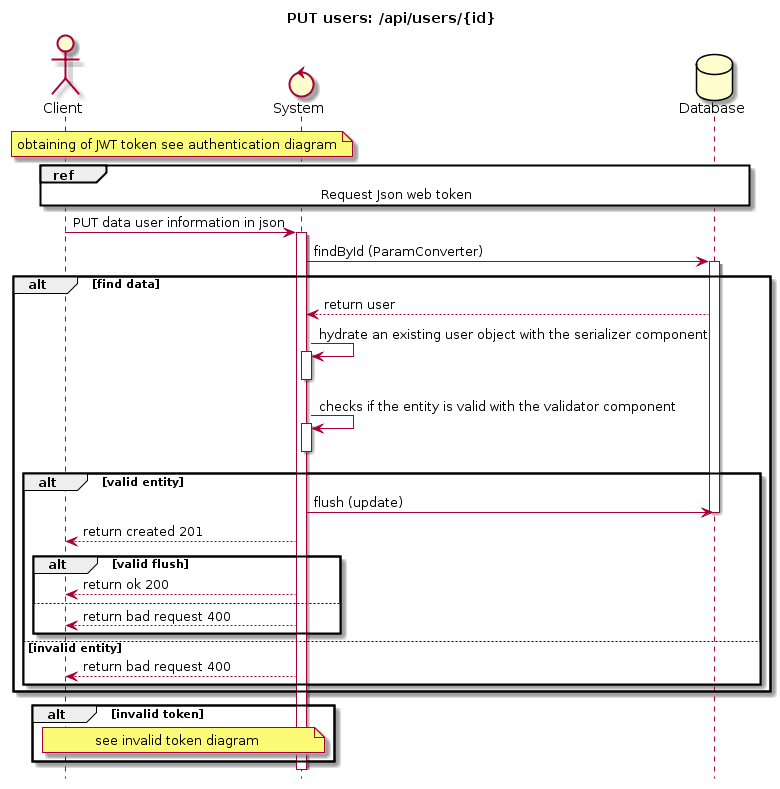 PUT users: /api/users/{id}
Client
System
Database
obtaining of JWT token see authentication diagram
ref
Request Json web token
PUT data user information in json
findById (ParamConverter)
alt [find data]
return user
hydrate an existing user object with the serializer component
checks if the entity is valid with the validator component
alt [valid entity]
flush (update)
return created 201
alt [valid flush]
return ok 200
return bad request 400
[invalid entity]
return bad request 400
alt [invalid token]
see invalid token diagram